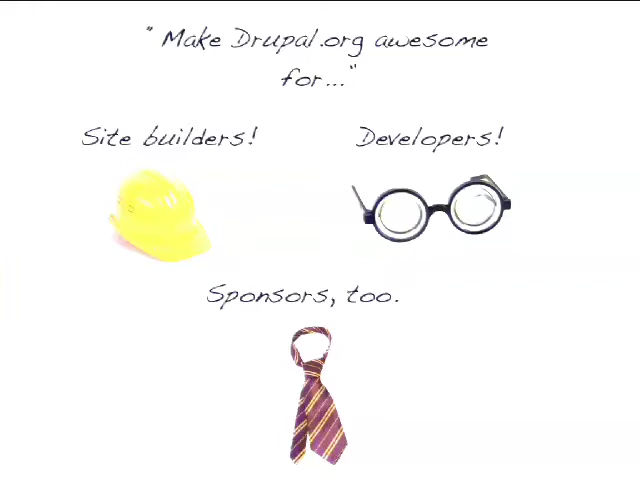 "Make Drupal.org awesome
for..."
Site builders!
Developers!
Sponsors, too.